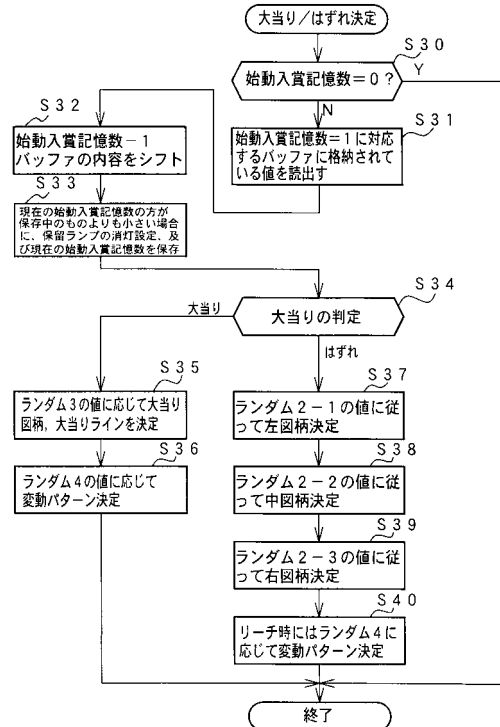 大当り／はずれ決定
S30
始動入賞記憶数＝0？
Y
N
S31
始動入賞記憶数＝1に対応
するバッファに格納されて
いる値を読出す
S32
始動入賞記憶数－1
バッファの内容をシフト
S33
現在の始動入賞記憶数の方が
保存中のものよりも小さい場合
に、保留ランプの消灯設定、及
び現在の始動入賞記憶数を保存
S34
大当りの判定
大当り
はずれ
S35
ランダム3の値に応じて大当り
図柄，大当りラインを決定
S36
ランダム4の値に応じて
変動パターン決定
S37
ランダム2－1の値に従
って左図柄決定
S38
ランダム2－2の値に従
って中図柄決定
S39
ランダム2－3の値に従
って右図柄決定
S40
リーチ時にはランダム4に
応じて変動パターン決定
終了